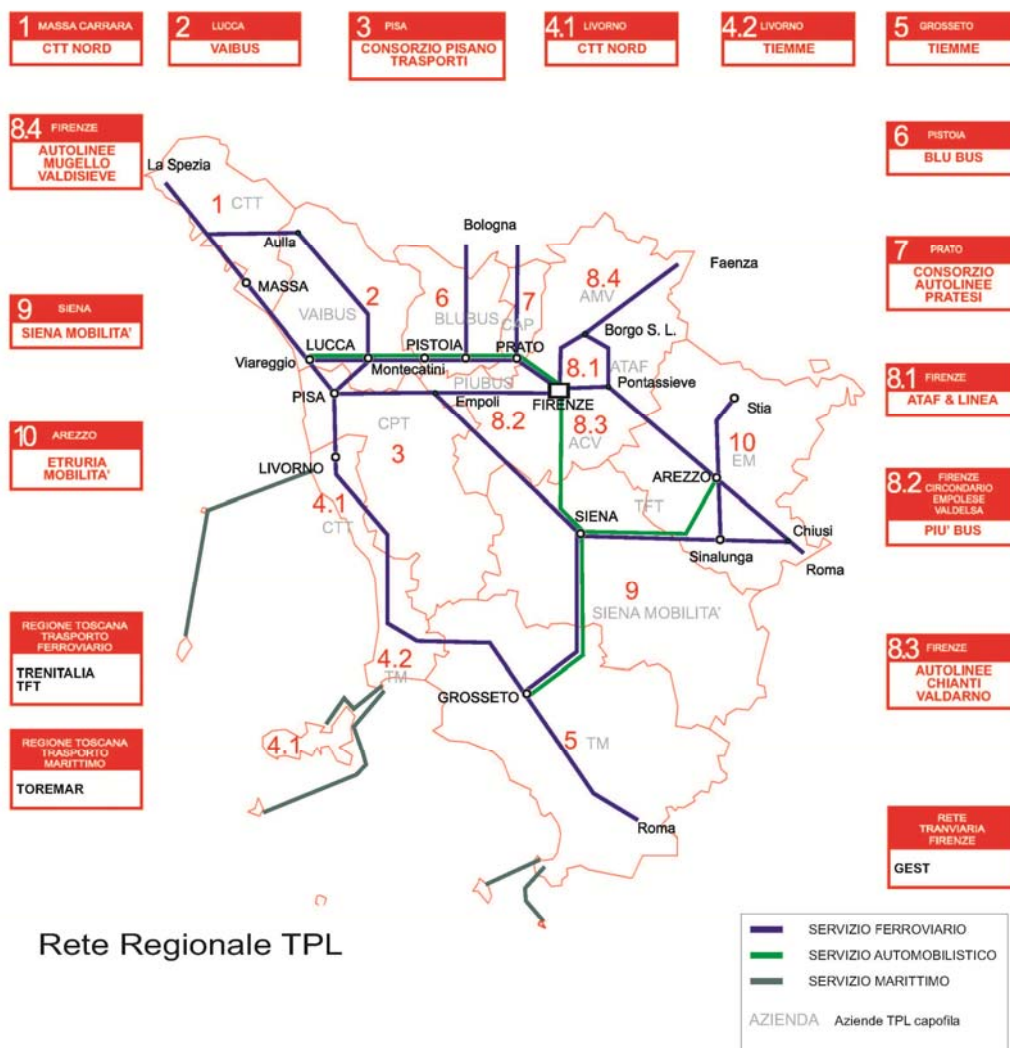 1 MASSA CARRARA
CTT NORD
2 LUCCA
VAIBUS
3 PISA
CONSORZIO PISANO
TRASPORTI
4.1 LIVORNO
CTT NORD
4.2 LIVORNO
TIEMME
5 GROSSETO
TIEMME
8.4 FIRENZE
AUTOLINEE
MUGELLO
VALDISIEVE
6 PISTOIA
BLU BUS
7 PRATO
CONSORZIO
AUTOLINEE
PRATESI
9 SIENA
SIENA MOBILITA'
8.1 FIRENZE
ATAF & LINEA
10 AREZZO
ETRURIA
MOBILITA'
8.2 FIRENZE
CIRCONDARIO
EMPOLESE
VALDELSA
PIU' BUS
REGIONE TOSCANA
TRASPORTO
FERROVIARIO
TRENITALIA
TFT
8.3 FIRENZE
AUTOLINEE
CHIANTI
VALDARNO
REGIONE TOSCANA
TRASPORTO
MARITTIMO
TOREMAR
RETE
TRANVIARIA
FIRENZE
GEST
La Spezia
1 CTT
Aulla
Bologna
Faenza
MASSA
8.4
AMV
2
VAIBUS
6
BLUBUS
7
CAP
Borgo S. L.
LUCCA
PISTOIA
PRATO
Viareggio
Montecatini
8.1 ATAF
PIUBUS
Pontassieve
PISA
Empoli
FIRENZE
Stia
8.2
8.3
ACV
CPT
3
10
EM
LIVORNO
AREZZO
4.1
CTT
TFT
SIENA
Chiusi
Sinalunga
Roma
9
SIENA MOBILITA'
4.2
TM
GROSSETO
4.1
5 TM
Roma
Rete Regionale TPL
SERVIZIO FERROVIARIO
SERVIZIO AUTOMOBILISTICO
SERVIZIO MARITTIMO
AZIENDA Aziende TPL capofila